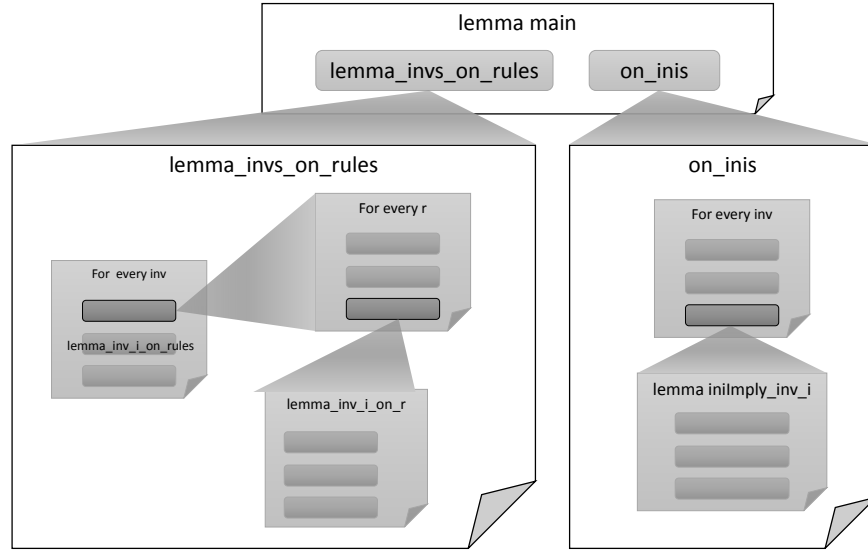 lemma main
lemma_invs_on_rules
on_inis
lemma_invs_on_rules
For every r
For every inv
lemma_inv_i_on_rules
lemma_inv_i_on_r
on_inis
For every inv
lemma iniImply_inv_i